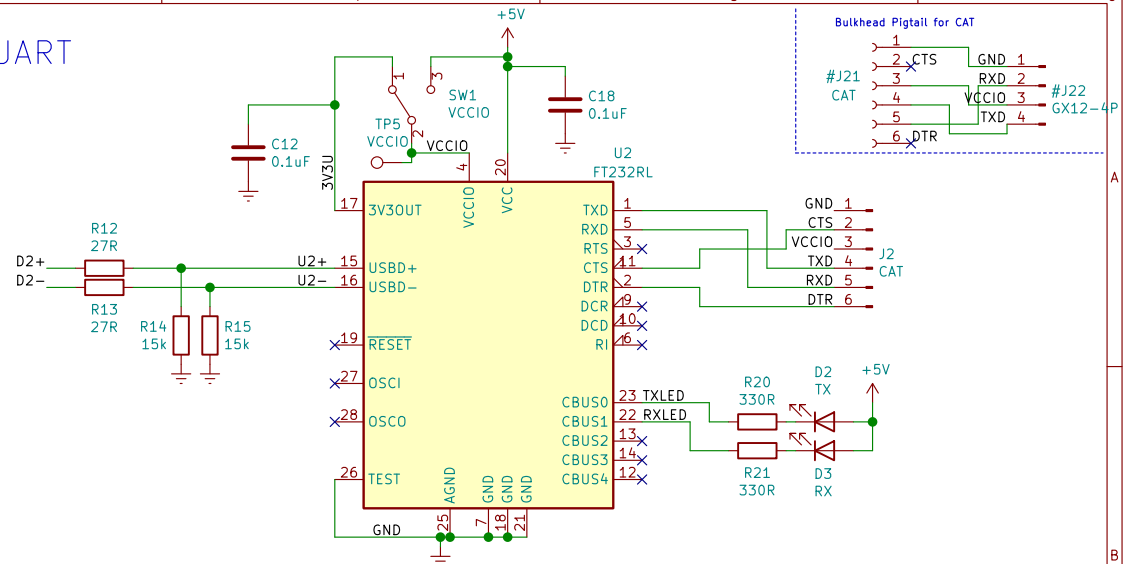 +5V
Bulkhead Pigtail for CAT
UART
1
2 CTS
3
4
5
6 DTR
#J21
CAT
GND 1
RXD 2
VCCIO 3
TXD 4
#J22
GX12-4P
1
3
2
SW1
VCCIO
TP5
VCCIO
VCCIO
C18
0.1uF
C12
0.1uF
3V3U
U2
FT232RL
4
VCCIO
20
VCC
17 3V3OUT
TXD 1
RXD 5
RTS 3
CTS 11
DTR 2
DCR 9
DCD 10
RI 6
GND 1
CTS 2
VCCIO 3
TXD 4
RXD 5
DTR 6
J2
CAT
A
R12
27R
D2+
D2-
R13
27R
U2+ 15 USBD+
U2- 16 USBD-
R14
15k
R15
15k
19 RESET
27 OSCI
28 OSCO
26 TEST
CBUS0 23 TXLED
CBUS1 22 RXLED
CBUS2 13
CBUS3 14
CBUS4 12
R20
330R
D2
TX
+5V
R21
330R
D3
RX
AGND
GND
GND
GND
25
7
18
21
GND
B